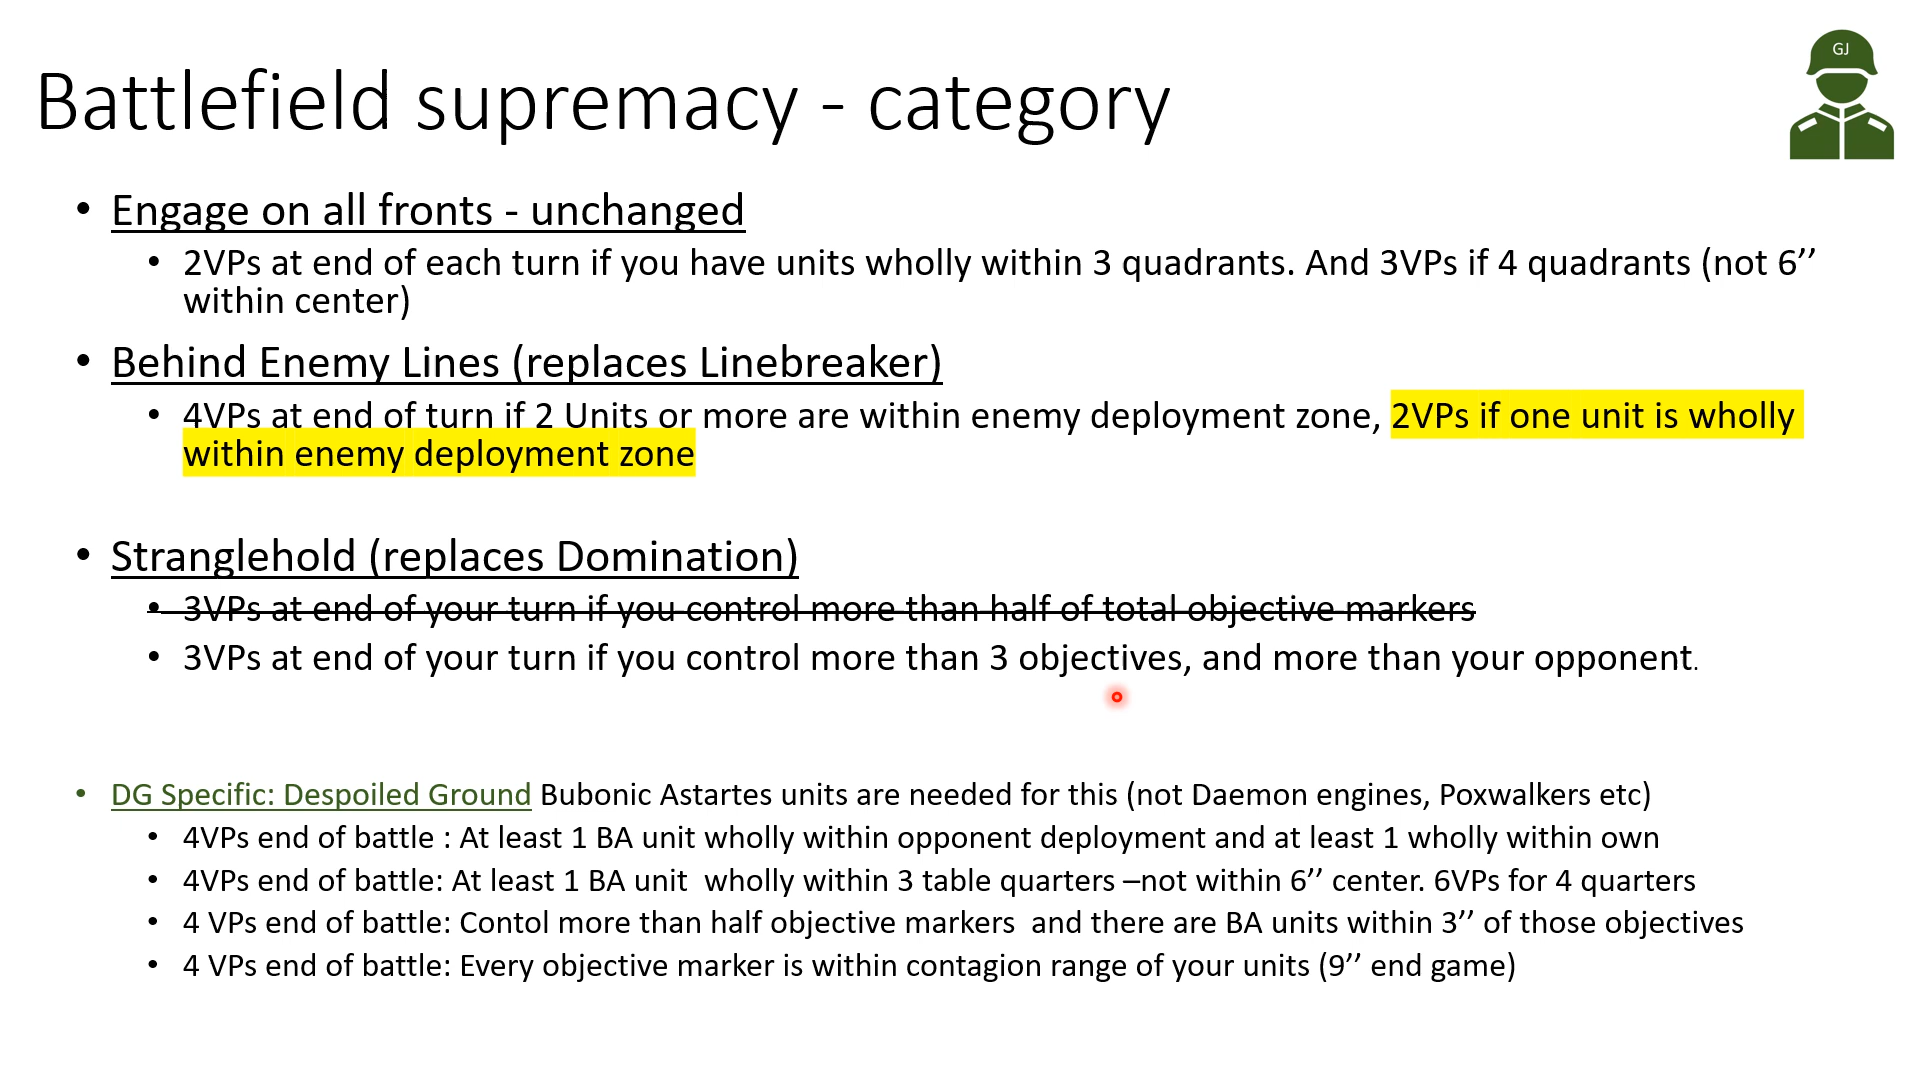 GJ
Battlefield supremacy - category
• Engage on all fronts - unchanged
• 2VPs at end of each turn if you have units wholly within 3 quadrants. And 3VPs if 4 quadrants (not 6’’
within center)
• Behind Enemy Lines (replaces Linebreaker)
• 4VPs at end of turn if 2 Units or more are within enemy deployment zone, 2VPs if one unit is wholly
within enemy deployment zone
• Stranglehold (replaces Domination)
• 3VPs at end of your turn if you control more than half of total objective markers
• 3VPs at end of your turn if you control more than 3 objectives, and more than your opponent.
• DG Specific: Despoiled Ground Bubonic Astartes units are needed for this (not Daemon engines, Poxwalkers etc)
• 4VPs end of battle : At least 1 BA unit wholly within opponent deployment and at least 1 wholly within own
• 4VPs end of battle: At least 1 BA unit  wholly within 3 table quarters –not within 6’’ center. 6VPs for 4 quarters
• 4 VPs end of battle: Contol more than half objective markers  and there are BA units within 3’’ of those objectives
• 4 VPs end of battle: Every objective marker is within contagion range of your units (9’’ end game)